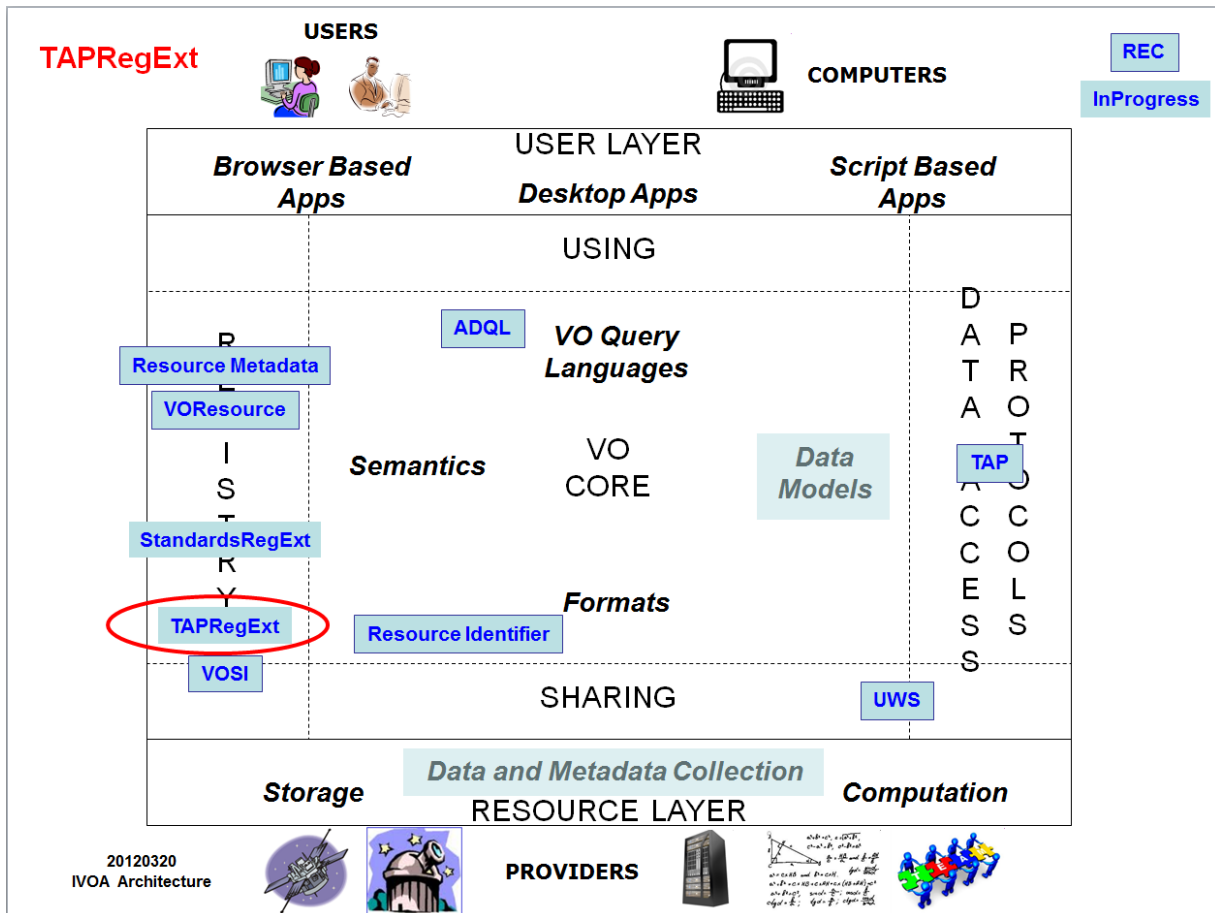 TAPRegExt
USERS
COMPUTERS
REC
InProgress
USER LAYER
Browser Based
Apps
Desktop Apps
Script Based
Apps
USING
REGISTRY
Resource Metadata
VOResource
StandardsRegExt
TAPRegExt
VOSI
ADQL
VO Query
Languages
Semantics
VO
CORE
Data
Models
Formats
Resource Identifier
DATA ACCESS
PROTOCOLS
TAP
SHARING
UWS
Data and Metadata Collection
Storage
Computation
RESOURCE LAYER
20120320
IVOA Architecture
PROVIDERS